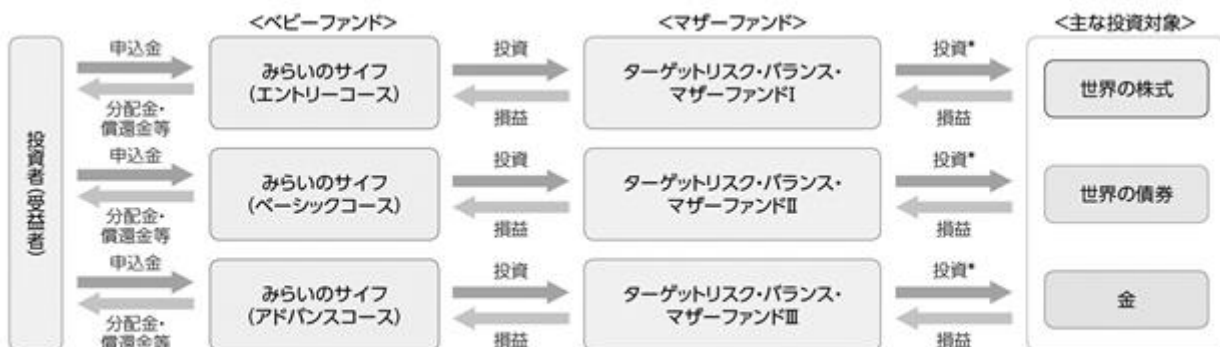 <ベビーファンド>
<マザーファンド>
<主な投資対象>
投資者(受益者)
申込金
分配金・
償還金等
みらいのサイフ
(エントリーコース)
投資
損益
ターゲットリスク・バランス・
マザーファンドⅠ
投資*
損益
世界の株式
申込金
分配金・
償還金等
みらいのサイフ
(ベーシックコース)
投資
損益
ターゲットリスク・バランス・
マザーファンドⅡ
投資*
損益
世界の債券
申込金
分配金・
償還金等
みらいのサイフ
(アドバンスコース)
投資
損益
ターゲットリスク・バランス・
マザーファンドⅢ
投資*
損益
金